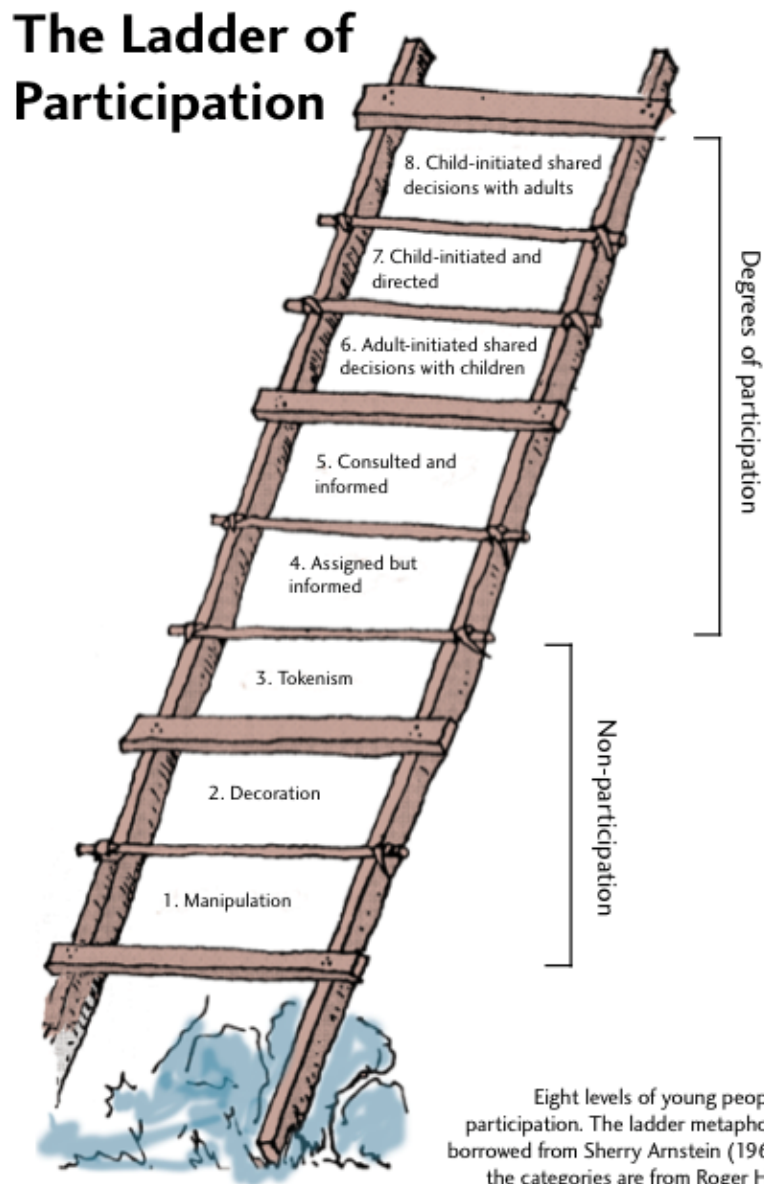 The Ladder of
Participation
8. Child-initiated shared
decisions with adults
7. Child-initiated and
directed
6. Adult-initiated shared
decisions with children
5. Consulted and
informed
4. Assigned but
informed
3. Tokenism
2. Decoration
1. Manipulation
Degrees of participation
Non-participation
Eight levels of young
participation. The ladder
borrowed from Sherry Arnstein
the categories are from Roger